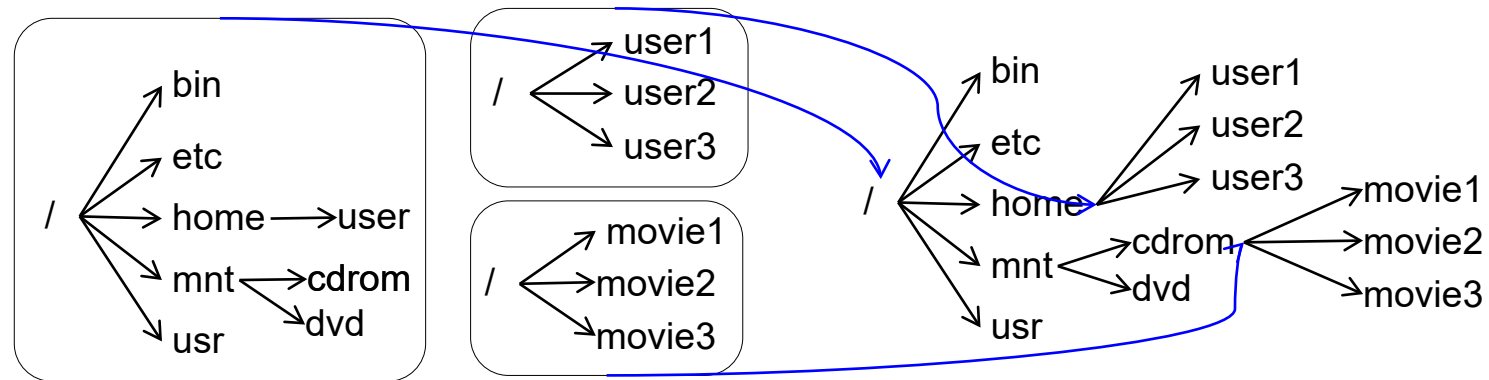 bin
etc
/
home
user
mnt
cdrom
dvd
usr
/
user1
user2
user3
/
movie1
movie2
movie3
/
bin
etc
home
user1
user2
user3
mnt
cdrom
dvd
movie1
movie2
movie3
usr